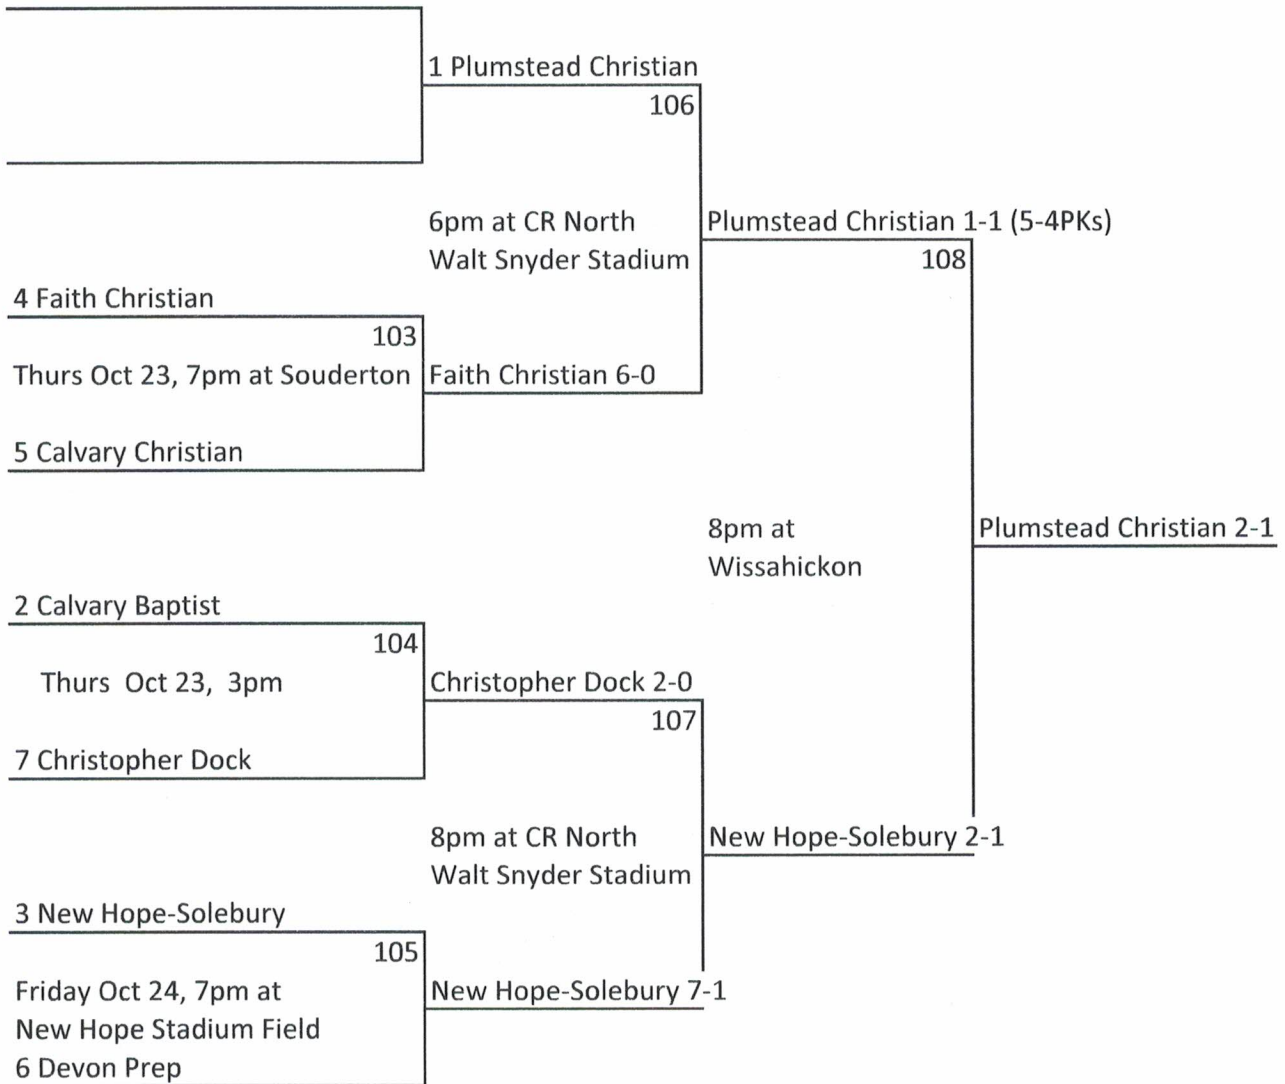 1 Plumstead Christian
106
6pm at CR North
Walt Snyder Stadium
Plumstead Christian 1-1 (5-4PKs)
108
4 Faith Christian
103
Thurs Oct 23, 7pm at Souderton
Faith Christian 6-0
5 Calvary Christian
8pm at
Wissahickon
Plumstead Christian 2-1
2 Calvary Baptist
104
Thurs Oct 23, 3pm
Christopher Dock 2-0
107
7 Christopher Dock
8pm at CR North
Walt Snyder Stadium
New Hope-Solebury 2-1
3 New Hope-Solebury
105
Friday Oct 24, 7pm at
New Hope Stadium Field
New Hope-Solebury 7-1
6 Devon Prep